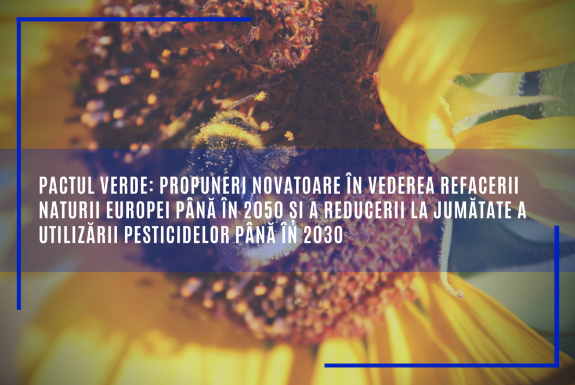 PACTUL VERDE: PROPUNERI NOVATOARE ÎN VEDEREA REFACERII
NATURII EUROPEI PÂNĂ ÎN 2050 ȘI A REDUCERII LA JUMĂTATE A
UTILIZĂRII PESTICIDELOR PÂNĂ ÎN 2030